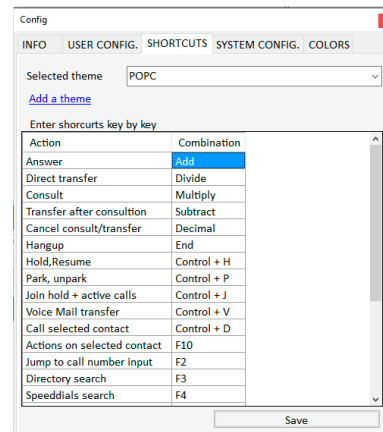 Config
INFO USER CONFIG. SHORTCUTS SYSTEM CONFIG. COLORS
Selected theme POPC
Add a theme
Enter shorcurts key by key
Action Combination
Answer Add
Direct transfer Divide
Consult Multiply
Transfer after consultion Subtract
Cancel consult/transfer Decimal
Hangup End
Hold,Resume Control + H
Park, unpark Control + P
Join hold + active calls Control + J
Voice Mail transfer Control + V
Call selected contact Control + D
Actions on selected contact F10
Jump to call number input F2
Directory search F3
Speeddials search F4
Save